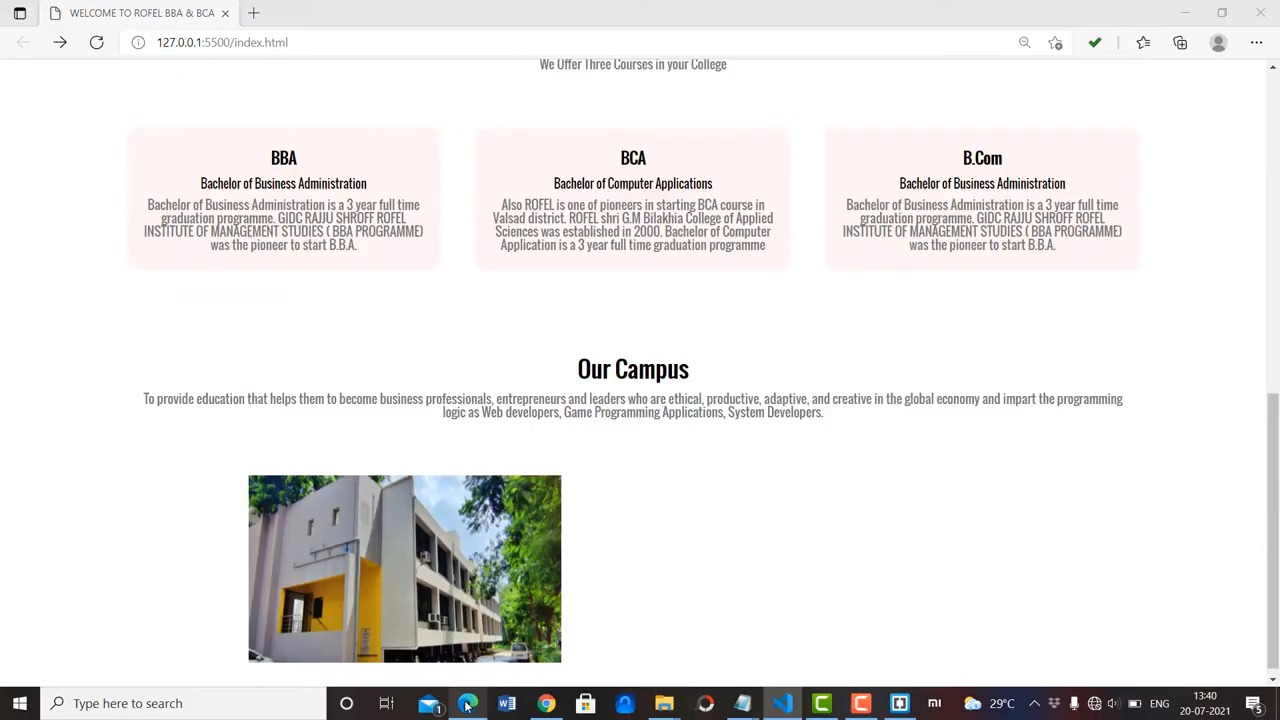 WELCOME TO ROFEL BBA & BCA
127.0.0.1:5500/index.html
We Offer Three Courses in your College
BBA
Bachelor of Business Administration
Bachelor of Business Administration is a 3 year full time
graduation programme. GIDC RAJJU SHROFF ROFEL
INSTITUTE OF MANAGEMENT STUDIES ( BBA PROGRAMME)
was the pioneer to start B.B.A.
BCA
Bachelor of Computer Applications
Also ROFEL is one of pioneers in starting BCA course in
Valsad district. ROFEL shri G.M Bilakhia College of Applied
Sciences was established in 2000. Bachelor of Computer
Application is a 3 year full time graduation programme
B.Com
Bachelor of Business Administration
Bachelor of Business Administration is a 3 year full time
graduation programme. GIDC RAJJU SHROFF ROFEL
INSTITUTE OF MANAGEMENT STUDIES ( BBA PROGRAMME)
was the pioneer to start B.B.A.
Our Campus
To provide education that helps them to become business professionals, entrepreneurs and leaders who are ethical, productive, adaptive, and creative in the global economy and impart the programming
logic as Web developers, Game Programming Applications, System Developers.
Type here to search
1
29°C
ENG
13:40
20-07-2021
5